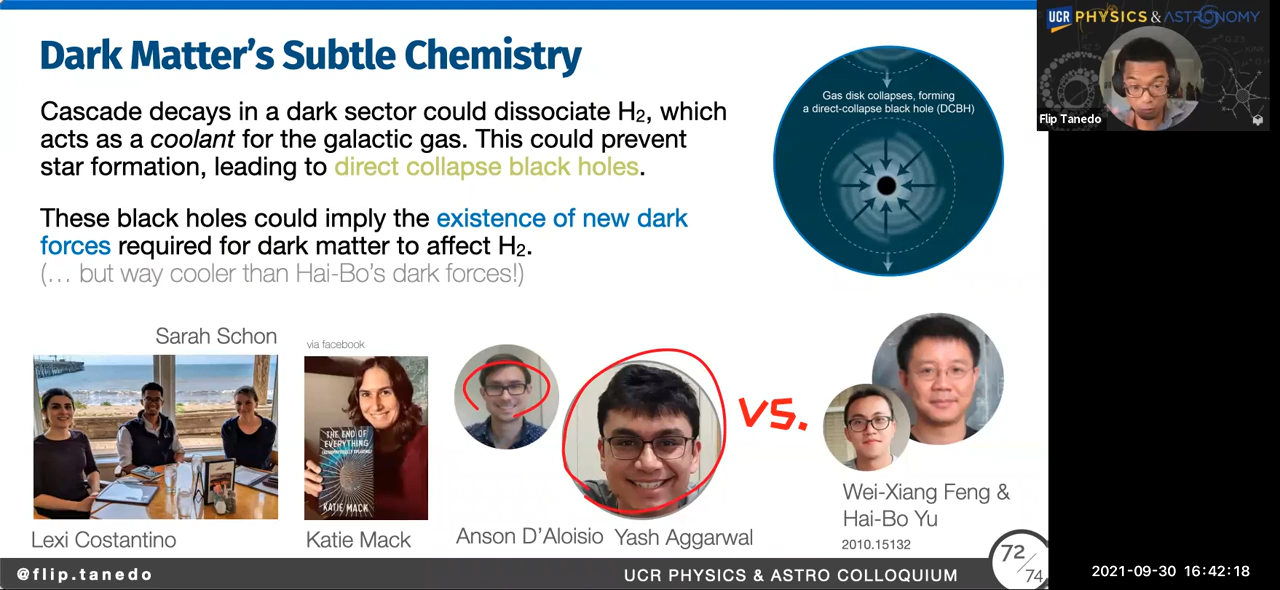 Dark Matter's Subtle Chemistry
Cascade decays in a dark sector could dissociate H₂, which
acts as a coolant for the galactic gas. This could prevent
star formation, leading to direct collapse black holes.
These black holes could imply the existence of new dark
forces required for dark matter to affect H₂.
(… but way cooler than Hai-Bo's dark forces!)
Gas disk collapses, forming
a direct-collapse black hole (DCBH)
UCR PHYSICS & ASTRONOMY
Flip Tanedo
Sarah Schon
via facebook
THE END OF
EVERYTHING
KATIE MACK
vs.
Lexi Costantino
Katie Mack
Anson D'Aloisio
Yash Aggarwal
Wei-Xiang Feng &
Hai-Bo Yu
2010.15132
@flip.tanedo
UCR PHYSICS & ASTRO COLLOQUIUM
72/74
2021-09-30 16:42:18